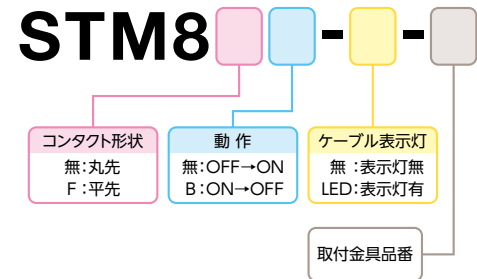 STM8 - -
コンタクト形状
無:丸先
F:平先
動 作
無:OFF→ON
B:ON→OFF
ケーブル表示灯
無:表示灯無
LED:表示灯有
取付金具品番